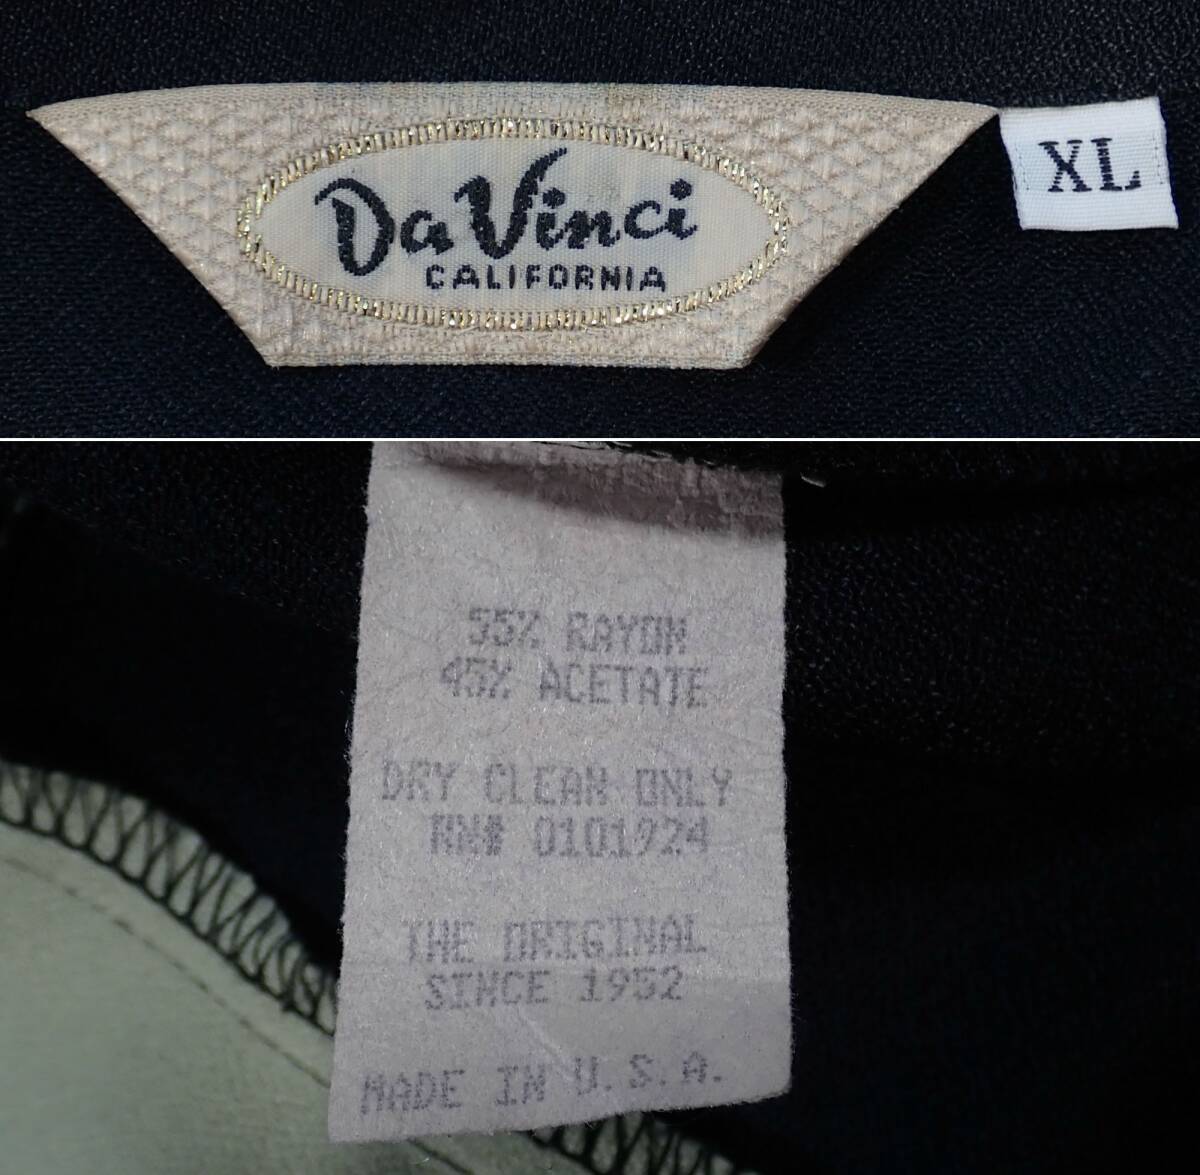 Da Vinci
CALIFORNIA
XL
55% RAYON
45% ACETATE
DRY CLEAN ONLY
RN# 0101924
THE ORIGINAL
SINCE 1952
MADE IN U.S.A.